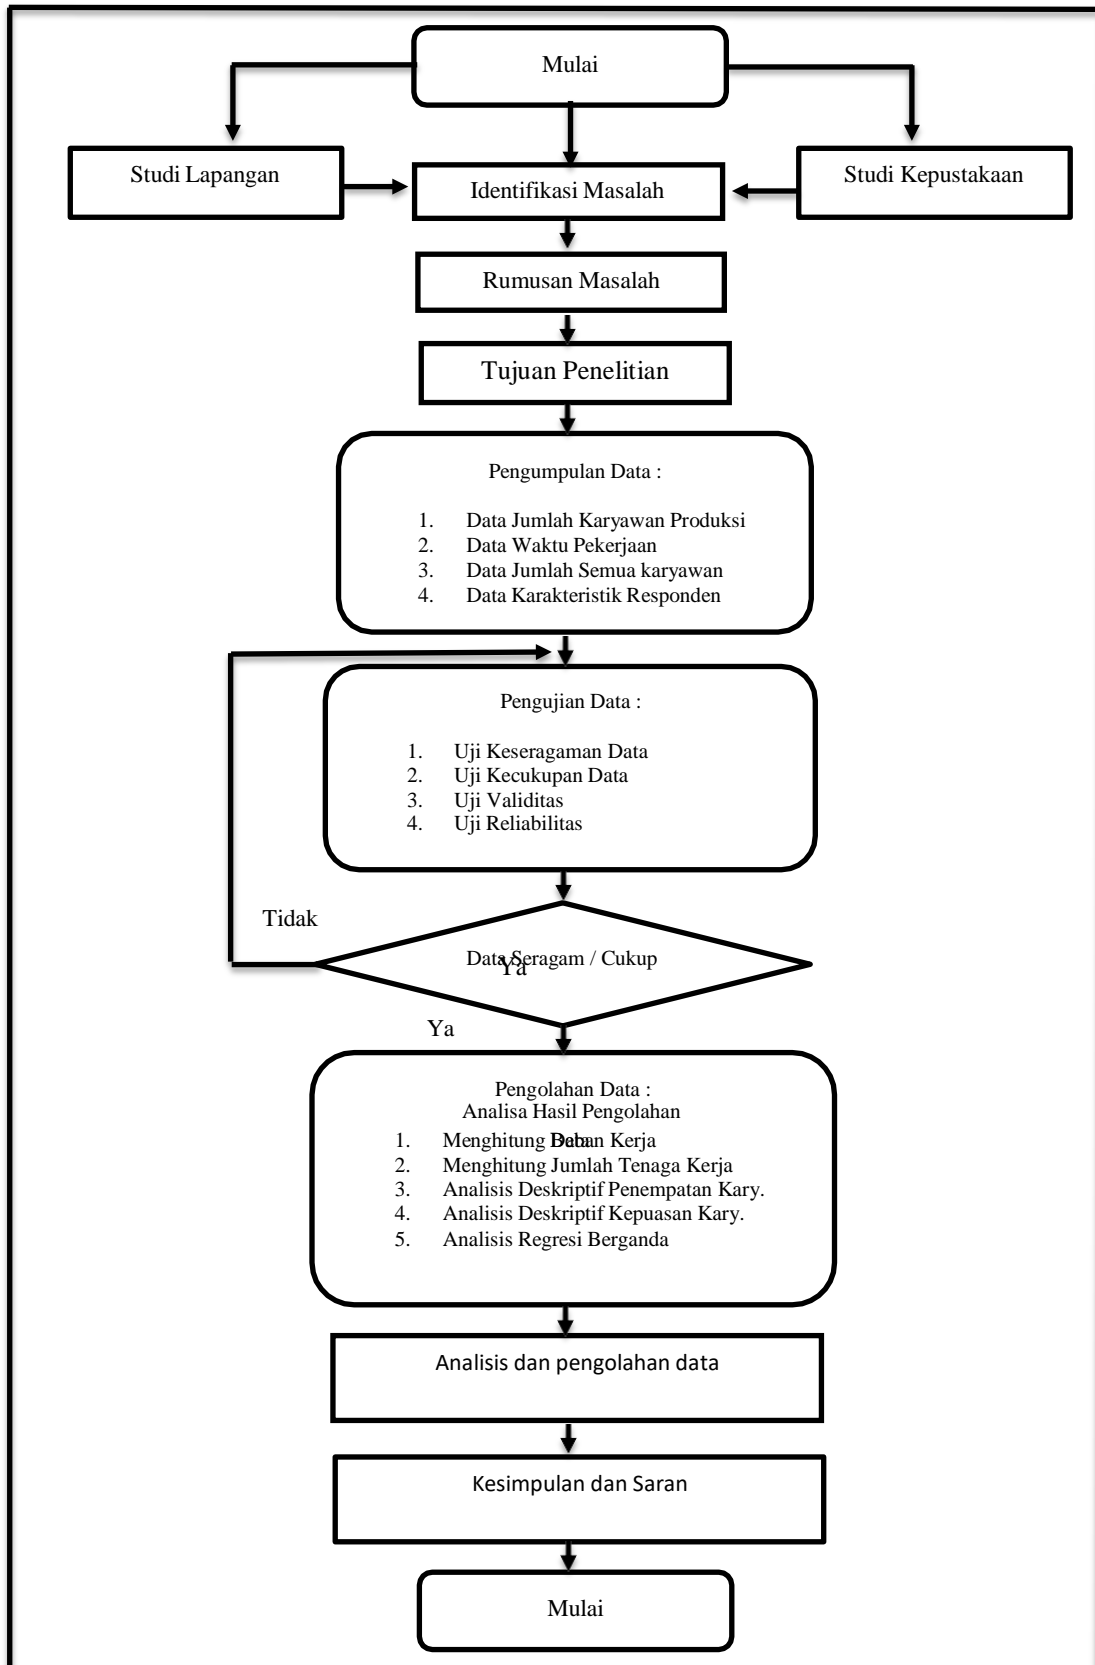 Mulai
Studi Lapangan
Studi Kepustakaan
Identifikasi Masalah
Rumusan Masalah
Tujuan Penelitian
Pengumpulan Data :
1. Data Jumlah Karyawan Produksi
2. Data Waktu Pekerjaan
3. Data Jumlah Semua karyawan
4. Data Karakteristik Responden
Pengujian Data :
1. Uji Keseragaman Data
2. Uji Kecukupan Data
3. Uji Validitas
4. Uji Reliabilitas
Tidak
Data Seragam / Cukup
Ya
Ya
Pengolahan Data :
Analisa Hasil Pengolahan
Data
1. Menghitung Beban Kerja
2. Menghitung Jumlah Tenaga Kerja
3. Analisis Deskriptif Penempatan Kary.
4. Analisis Deskriptif Kepuasan Kary.
5. Analisis Regresi Berganda
Analisis dan pengolahan data
Kesimpulan dan Saran
Mulai